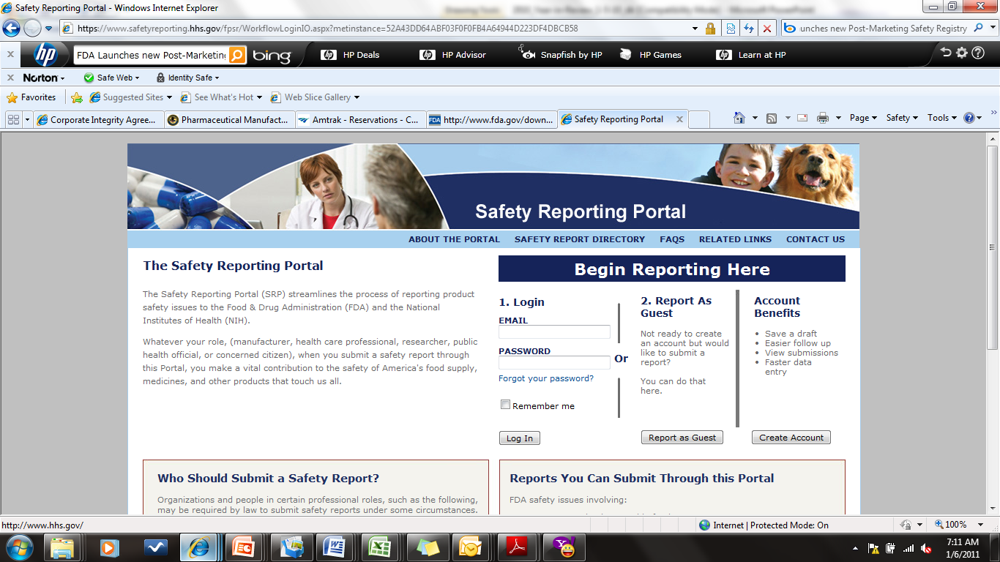 Safety Reporting Portal - Windows Internet Explorer
https://www.safetyreporting.hhs.gov/fpsr/WorkflowLoginIO.aspx?metinstance=52A43DD64ABF03F0F0FB4A64944D223DF4DBCB58
unches new Post-Marketing Safety Registry
hp
FDA Launches new Post-Marketing
bing
HP Deals
HP Advisor
Snapfish by HP
HP Games
Learn at HP
Norton
Safe Web
Identity Safe
Favorites
Suggested Sites
See What's Hot
Web Slice Gallery
Corporate Integrity Agree...
Pharmaceutical Manufact...
Amtrak - Reservations - C...
FDA
http://www.fda.gov/down...
Safety Reporting Portal
Page
Safety
Tools
Safety Reporting Portal
ABOUT THE PORTAL
SAFETY REPORT DIRECTORY
FAQS
RELATED LINKS
CONTACT US
The Safety Reporting Portal
The Safety Reporting Portal (SRP) streamlines the process of reporting product
safety issues to the Food & Drug Administration (FDA) and the National
Institutes of Health (NIH).
Whatever your role, (manufacturer, health care professional, researcher, public
health official, or concerned citizen), when you submit a safety report through
this Portal, you make a vital contribution to the safety of America's food supply,
medicines, and other products that touch us all.
Begin Reporting Here
1. Login
EMAIL
PASSWORD
Forgot your password?
Remember me
Log In
Or
2. Report As
Guest
Not ready to create
an account but would
like to submit a
report?
You can do that
here.
Report as Guest
Account
Benefits
• Save a draft
• Easier follow up
• View submissions
• Faster data
entry
Create Account
Who Should Submit a Safety Report?
Organizations and people in certain professional roles, such as the following,
may be required by law to submit safety reports under some circumstances.
Reports You Can Submit Through this Portal
FDA safety issues involving:
http://www.hhs.gov/
Internet | Protected Mode: On
100%
7:11 AM
1/6/2011